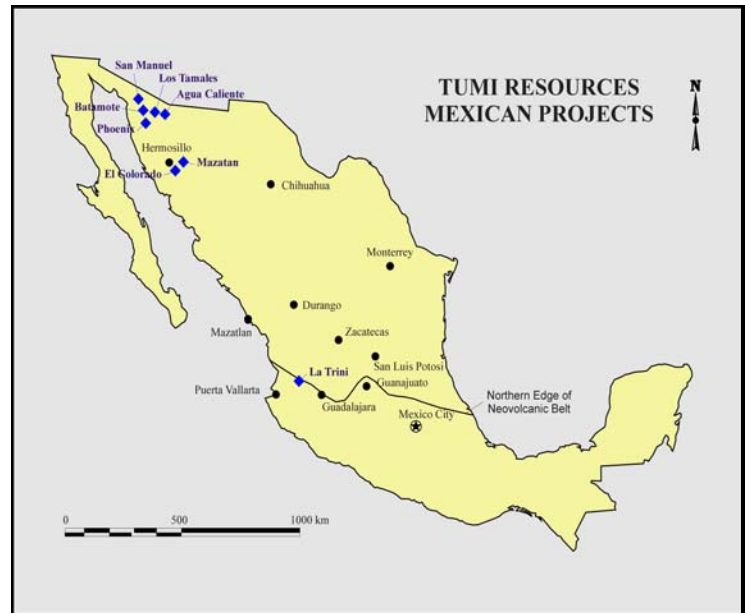 TUMI RESOURCES
MEXICAN PROJECTS
N
San Manuel
Los Tamales
Agua Caliente
Batamote
Phoenix
Hermosillo
Mazatan
El Colorado
Chihuahua
Monterrey
Durango
Mazatlan
Zacatecas
San Luis Potosi
La Trini
Guanajuato
Puerta Vallarta
Guadalajara
Northern Edge of
Neovolcanic Belt
Mexico City
0 500 1000 km